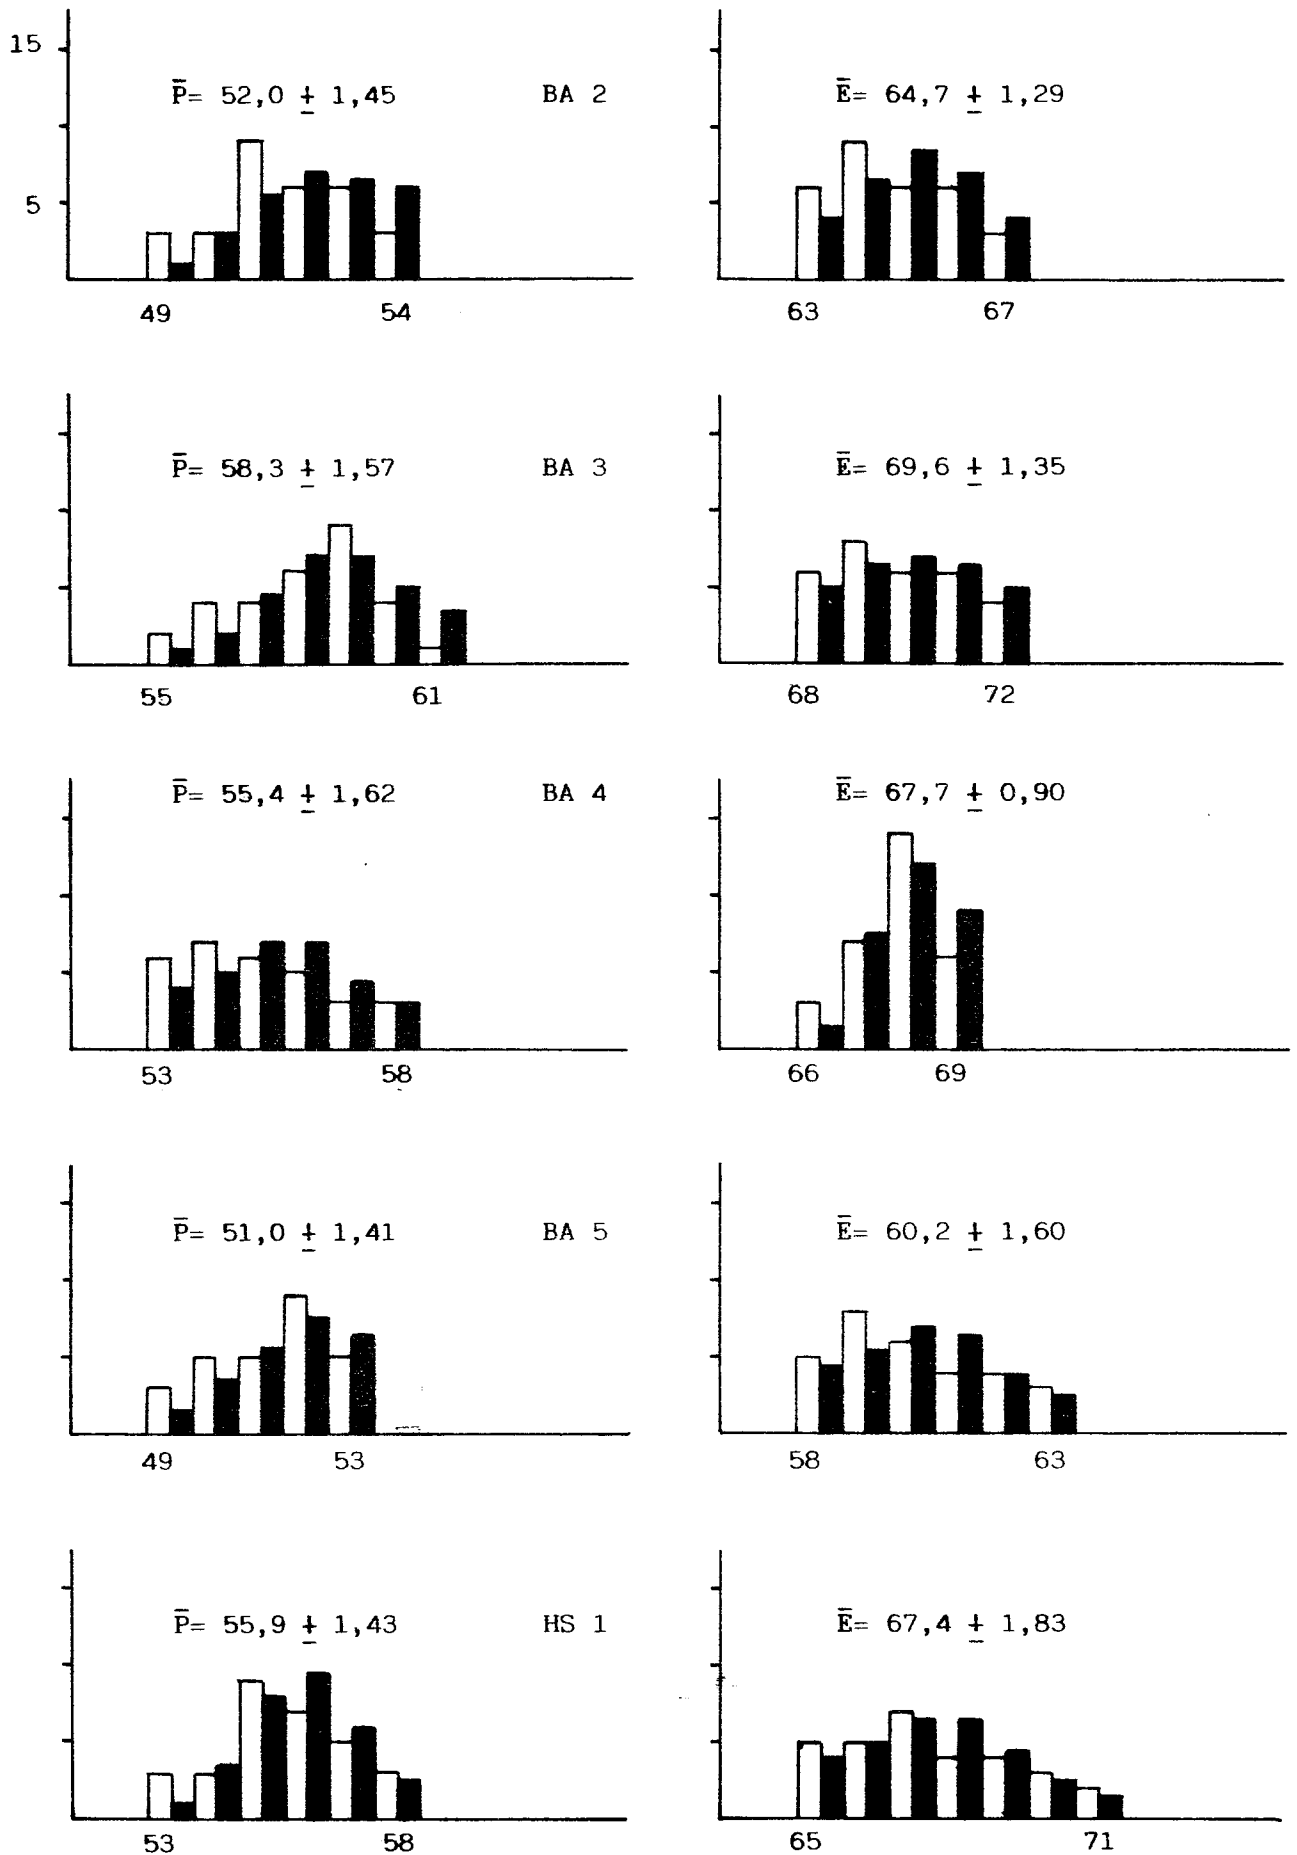 15
P̄= 52,0 ± 1,45 BA 2 Ē= 64,7 ± 1,29
5
49 54 63 67
P̄= 58,3 ± 1,57 BA 3 Ē= 69,6 ± 1,35
55 61 68 72
P̄= 55,4 ± 1,62 BA 4 Ē= 67,7 ± 0,90
53 58 66 69
P̄= 51,0 ± 1,41 BA 5 Ē= 60,2 ± 1,60
49 53 58 63
P̄= 55,9 ± 1,43 HS 1 Ē= 67,4 ± 1,83
53 58 65 71